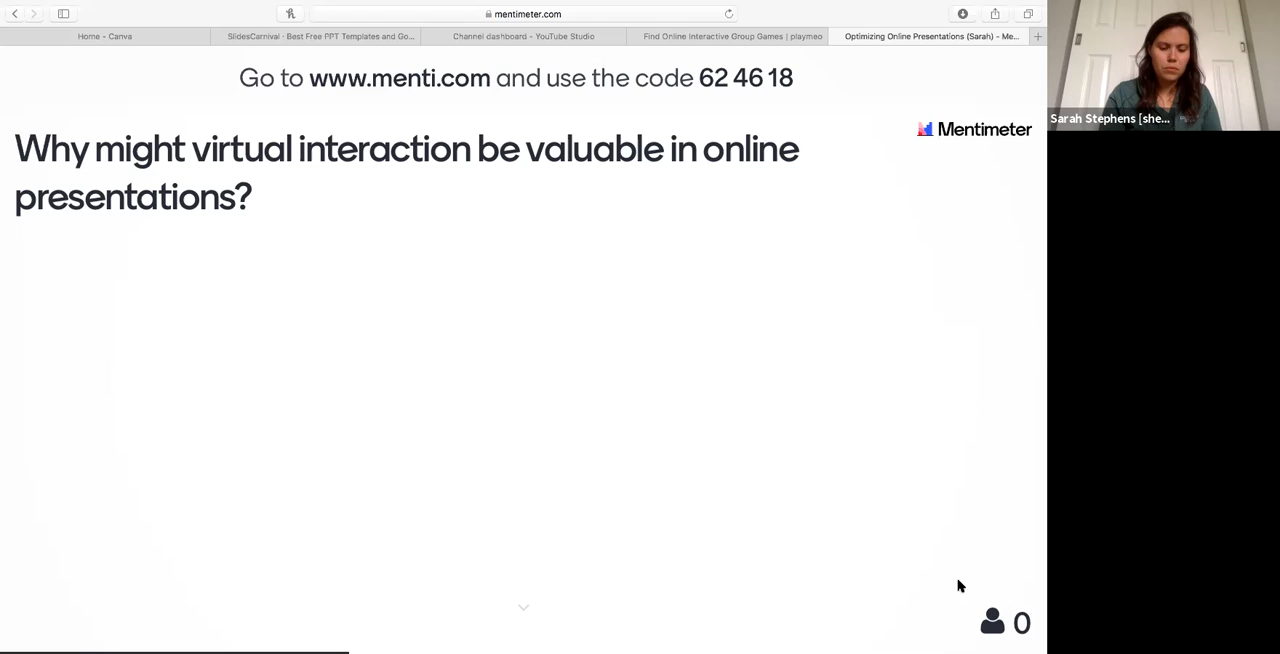 mentimeter.com
Home - Canva
SlidesCarnival · Best Free PPT Templates and Go...
Channel dashboard - YouTube Studio
Find Online Interactive Group Games | playmeo
Optimizing Online Presentations (Sarah) - Me...
Go to www.menti.com and use the code 62 46 18
Sarah Stephens [she...
Mentimeter
Why might virtual interaction be valuable in online
presentations?
0